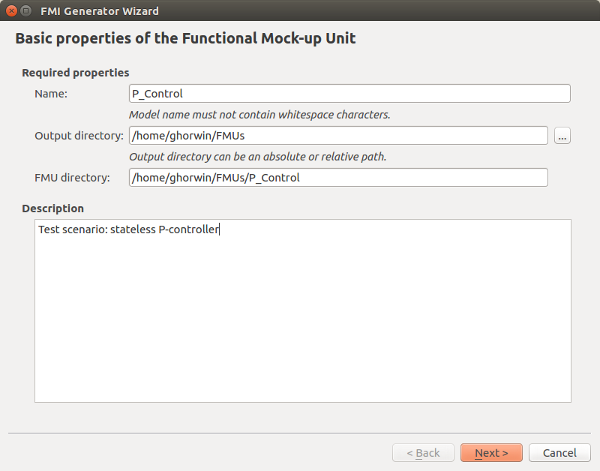 FMI Generator Wizard
Basic properties of the Functional Mock-up Unit
Required properties
Name: P_Control
Model name must not contain whitespace characters.
Output directory: /home/ghorwin/FMUs ...
Output directory can be an absolute or relative path.
FMU directory: /home/ghorwin/FMUs/P_Control
Description
Test scenario: stateless P-controller
< Back Next > Cancel